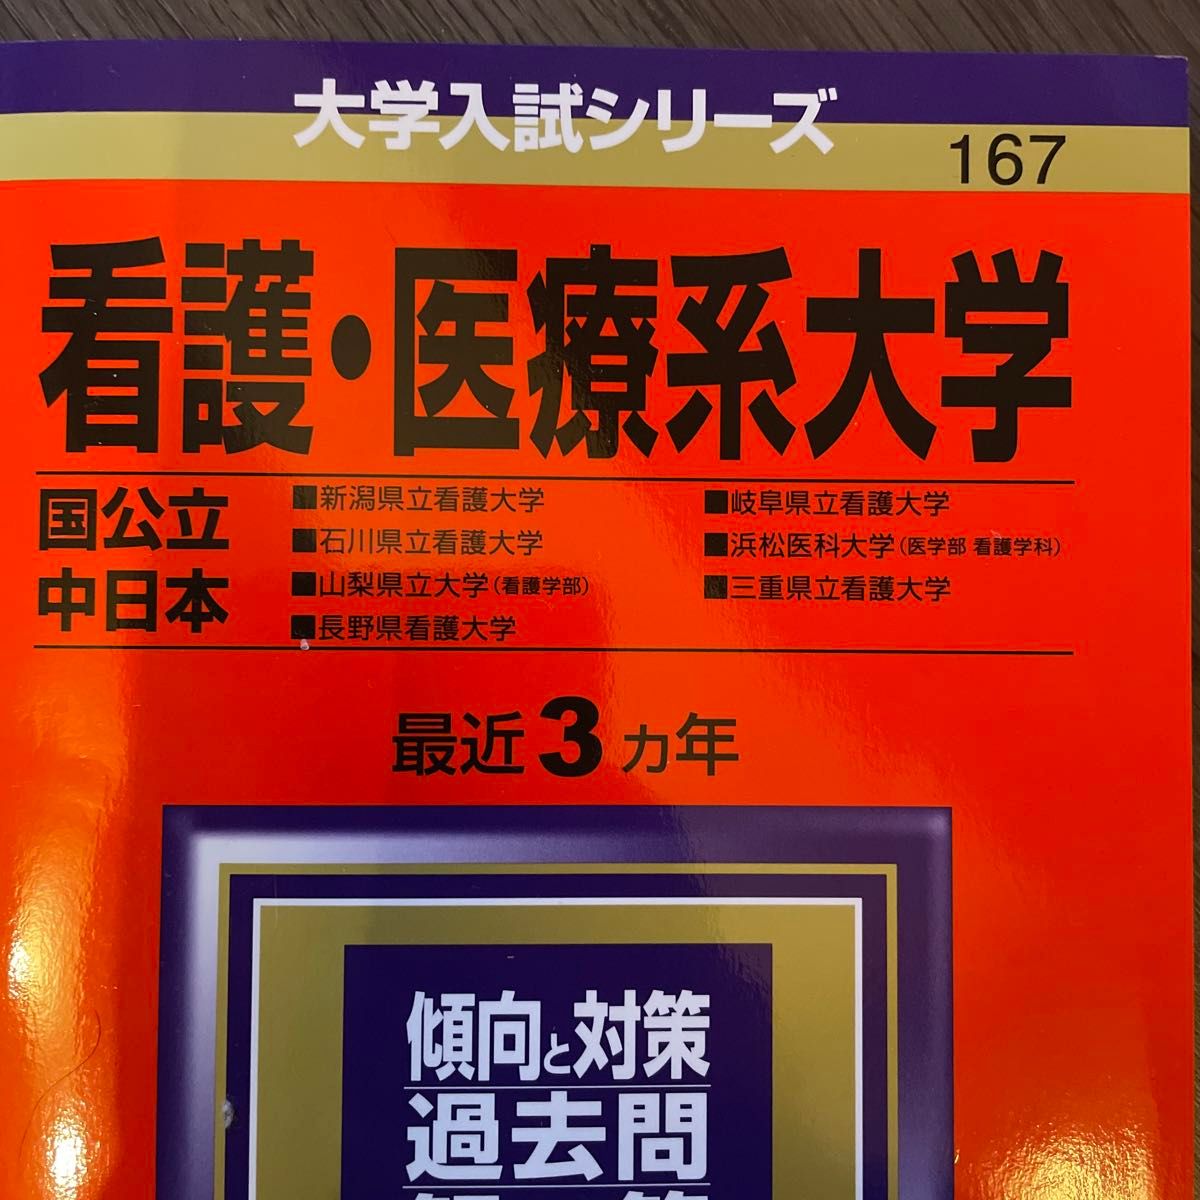 大学入試シリーズ
167
看護・医療系大学
国公立
中日本
■新潟県立看護大学
■石川県立看護大学
■山梨県立大学(看護学部)
■長野県看護大学
■岐阜県立看護大学
■浜松医科大学(医学部 看護学科)
■三重県立看護大学
最近3カ年
傾向と対策
過去問